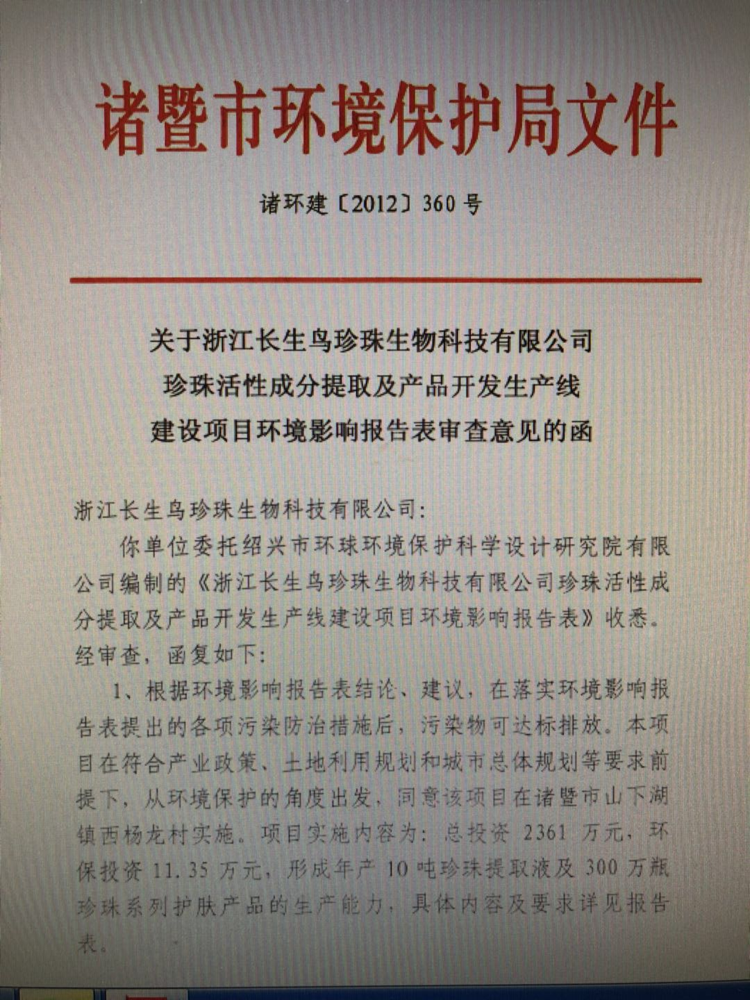 诸暨市环境保护局文件
诸环建〔2012〕360 号
关于浙江长生鸟珍珠生物科技有限公司
珍珠活性成分提取及产品开发生产线
建设项目环境影响报告表审查意见的函
浙江长生鸟珍珠生物科技有限公司:
你单位委托绍兴市环球环境保护科学设计研究院有限
公司编制的《浙江长生鸟珍珠生物科技有限公司珍珠活性成
分提取及产品开发生产线建设项目环境影响报告表》收悉。
经审查，函复如下:
1、根据环境影响报告表结论、建议，在落实环境影响报
告表提出的各项污染防治措施后，污染物可达标排放。本项
目在符合产业政策、土地利用规划和城市总体规划等要求前
提下，从环境保护的角度出发，同意该项目在诸暨市山下湖
镇西杨龙村实施。项目实施内容为: 总投资 2361 万元，环
保投资 11.35 万元，形成年产 10 吨珍珠提取液及 300 万瓶
珍珠系列护肤产品的生产能力，具体内容及要求详见报告
表。